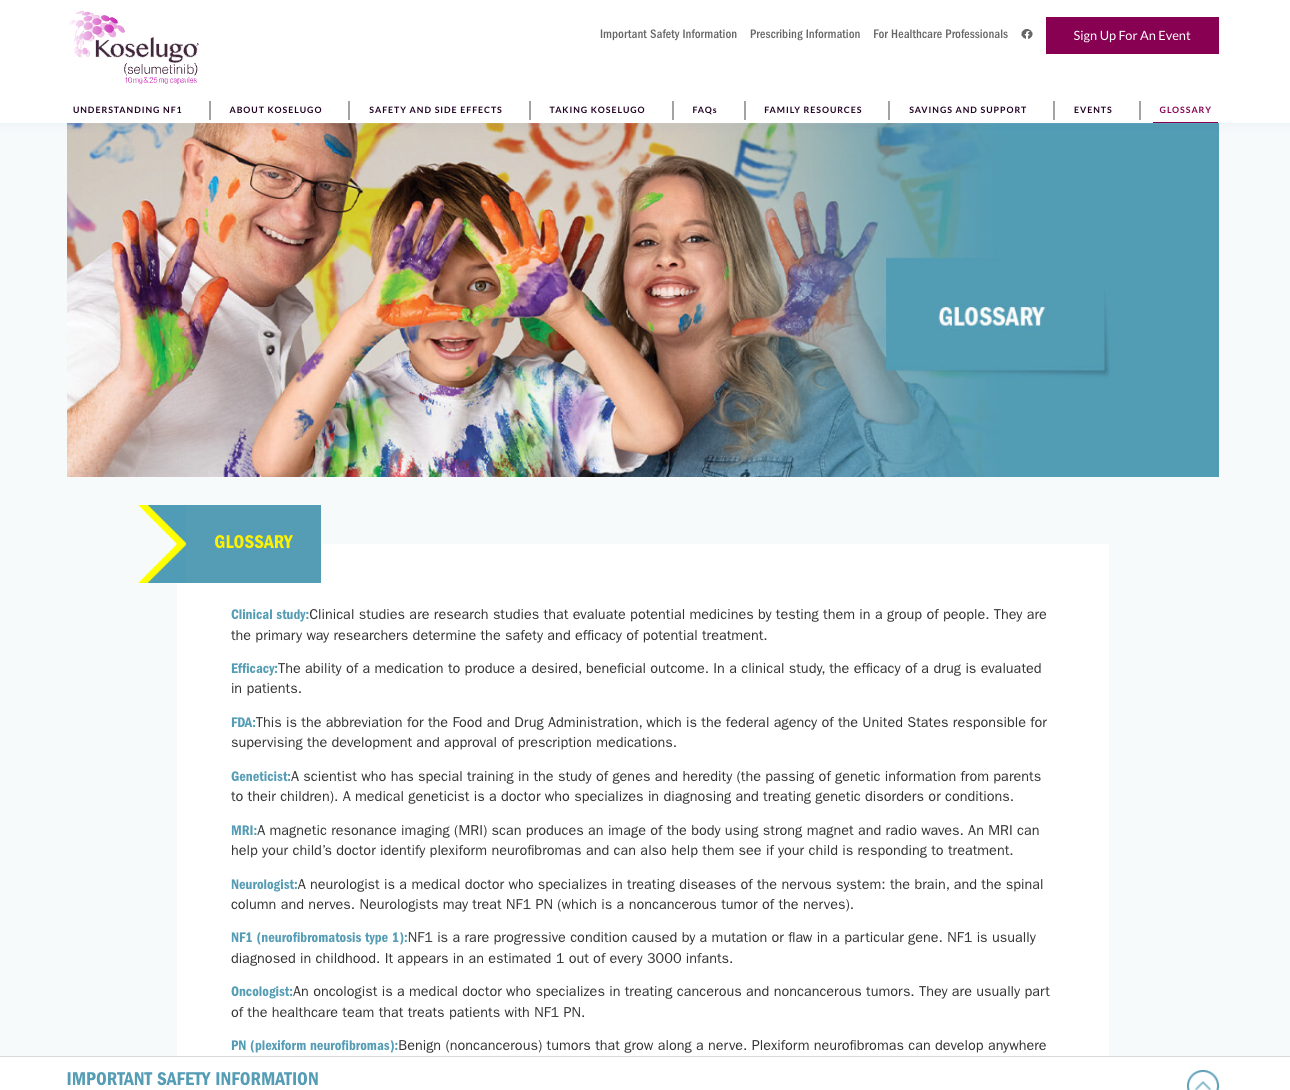 Koselugo
(selumetinib)
10 mg & 25 mg capsules
Important Safety Information
Prescribing Information
For Healthcare Professionals
Sign Up For An Event
UNDERSTANDING NF1
ABOUT KOSELUGO
SAFETY AND SIDE EFFECTS
TAKING KOSELUGO
FAQs
FAMILY RESOURCES
SAVINGS AND SUPPORT
EVENTS
GLOSSARY
GLOSSARY
GLOSSARY
Clinical study:Clinical studies are research studies that evaluate potential medicines by testing them in a group of people. They are
the primary way researchers determine the safety and efficacy of potential treatment.
Efficacy:The ability of a medication to produce a desired, beneficial outcome. In a clinical study, the efficacy of a drug is evaluated
in patients.
FDA:This is the abbreviation for the Food and Drug Administration, which is the federal agency of the United States responsible for
supervising the development and approval of prescription medications.
Geneticist:A scientist who has special training in the study of genes and heredity (the passing of genetic information from parents
to their children). A medical geneticist is a doctor who specializes in diagnosing and treating genetic disorders or conditions.
MRI:A magnetic resonance imaging (MRI) scan produces an image of the body using strong magnet and radio waves. An MRI can
help your child’s doctor identify plexiform neurofibromas and can also help them see if your child is responding to treatment.
Neurologist:A neurologist is a medical doctor who specializes in treating diseases of the nervous system: the brain, and the spinal
column and nerves. Neurologists may treat NF1 PN (which is a noncancerous tumor of the nerves).
NF1 (neurofibromatosis type 1):NF1 is a rare progressive condition caused by a mutation or flaw in a particular gene. NF1 is usually
diagnosed in childhood. It appears in an estimated 1 out of every 3000 infants.
Oncologist:An oncologist is a medical doctor who specializes in treating cancerous and noncancerous tumors. They are usually part
of the healthcare team that treats patients with NF1 PN.
PN (plexiform neurofibromas):Benign (noncancerous) tumors that grow along a nerve. Plexiform neurofibromas can develop anywhere
IMPORTANT SAFETY INFORMATION